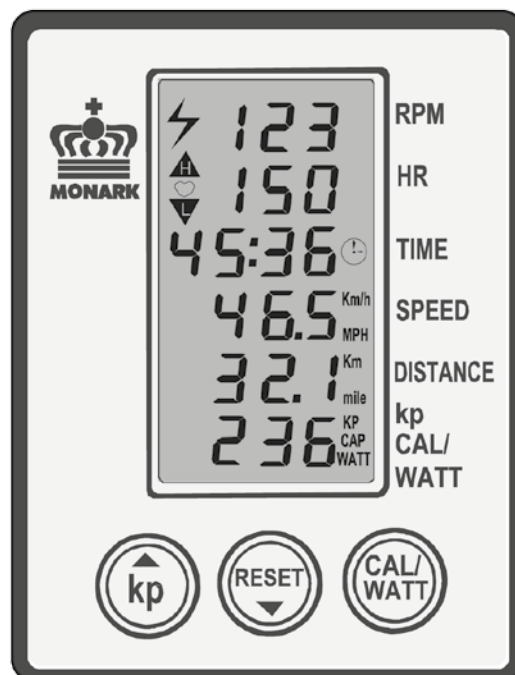 123 RPM
H
150 HR
L
MONARK
45:36 TIME
46.5 Km/h MPH SPEED
32.1 Km mile DISTANCE
236 KP CAP WATT kp CAL/ WATT
kp
RESET
CAL/ WATT